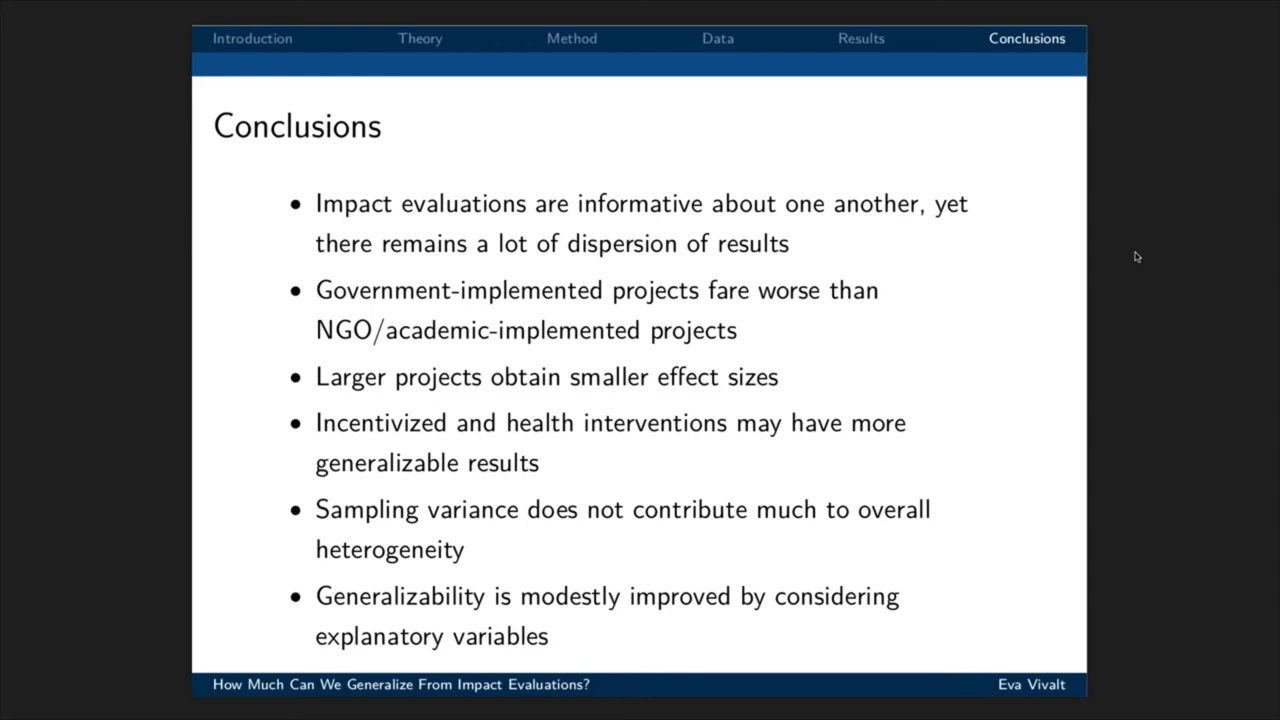 Introduction Theory Method Data Results Conclusions
Conclusions
• Impact evaluations are informative about one another, yet
there remains a lot of dispersion of results
• Government-implemented projects fare worse than
NGO/academic-implemented projects
• Larger projects obtain smaller effect sizes
• Incentivized and health interventions may have more
generalizable results
• Sampling variance does not contribute much to overall
heterogeneity
• Generalizability is modestly improved by considering
explanatory variables
How Much Can We Generalize From Impact Evaluations? Eva Vivalt